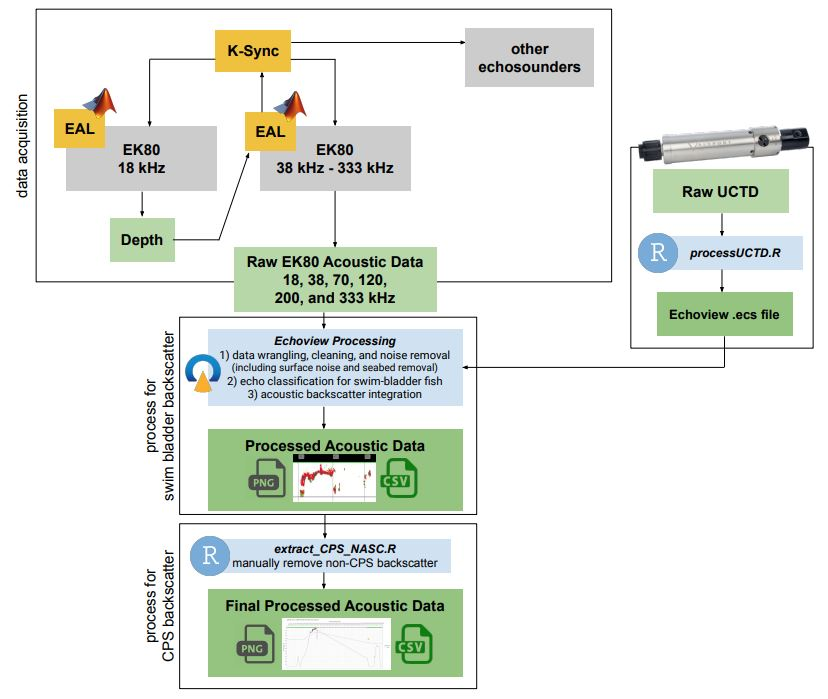 data acquisition
K-Sync
other
echosounders
EAL
EK80
18 kHz
EAL
EK80
38 kHz - 333 kHz
Depth
Raw EK80 Acoustic Data
18, 38, 70, 120,
200, and 333 kHz
Raw UCTD
R
processUCTD.R
Echoview .ecs file
process for
swim bladder backscatter
Echoview Processing
1) data wrangling, cleaning, and noise removal
(including surface noise and seabed removal)
2) echo classification for swim-bladder fish
3) acoustic backscatter integration
Processed Acoustic Data
PNG
CSV
process for
CPS backscatter
R
extract_CPS_NASC.R
manually remove non-CPS backscatter
Final Processed Acoustic Data
PNG
CSV